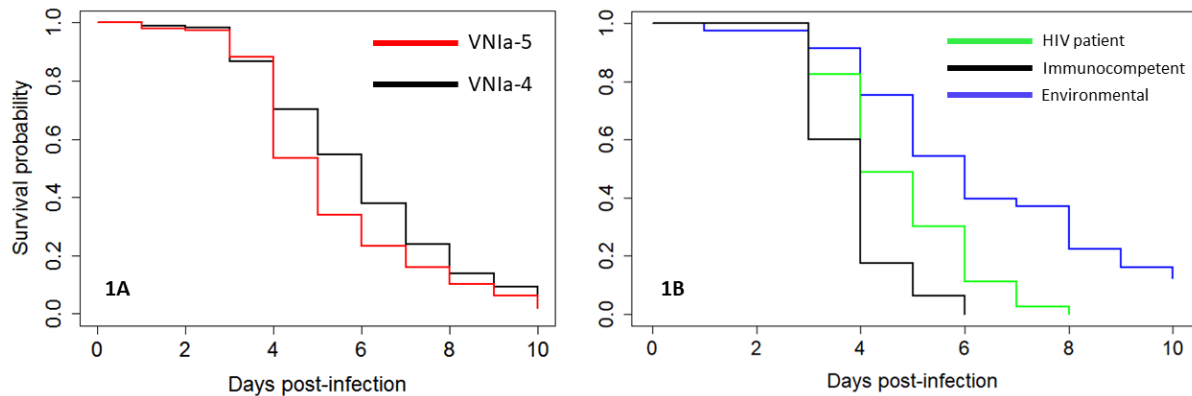 VNIa-5
VNIa-4
Survival probability
1.0
0.8
0.6
0.4
0.2
0.0
1A
0 2 4 6 8 10
Days post-infection
HIV patient
Immunocompetent
Environmental
1.0
0.8
0.6
0.4
0.2
0.0
1B
0 2 4 6 8 10
Days post-infection